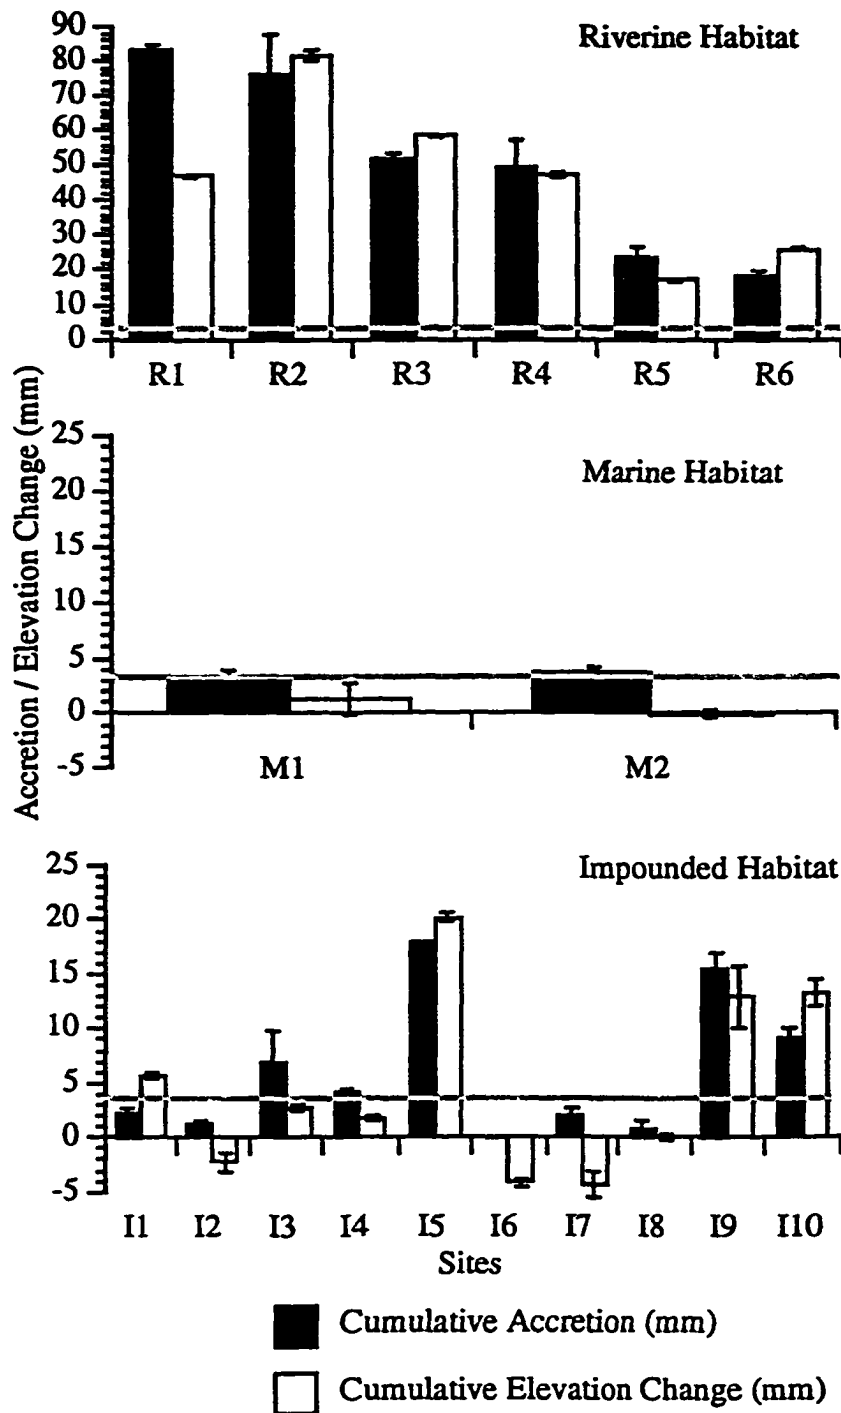 Accretion / Elevation Change (mm)
Riverine Habitat
90
80
70
60
50
40
30
20
10
0
R1 R2 R3 R4 R5 R6
Marine Habitat
25
20
15
10
5
0
-5
M1 M2
Impounded Habitat
25
20
15
10
5
0
-5
I1 I2 I3 I4 I5 I6 I7 I8 I9 I10
Sites
Cumulative Accretion (mm)
Cumulative Elevation Change (mm)